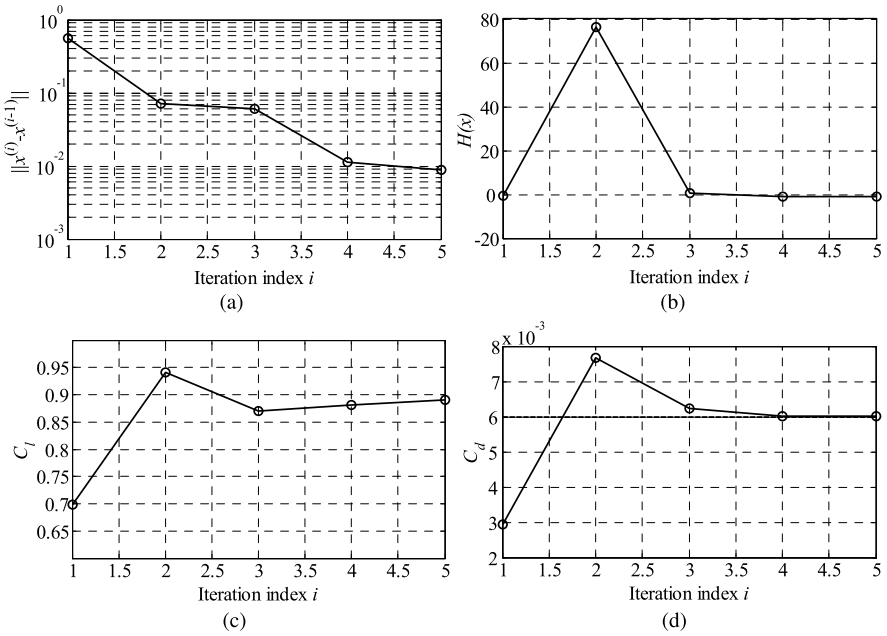 10^0
10^-1
10^-2
10^-3
||x^(i)-x^(i-1)||
1 1.5 2 2.5 3 3.5 4 4.5 5
Iteration index i
(a)
80
60
40
20
0
-20
H(x)
1 1.5 2 2.5 3 3.5 4 4.5 5
Iteration index i
(b)
0.95
0.9
0.85
0.8
0.75
0.7
0.65
C_l
1 1.5 2 2.5 3 3.5 4 4.5 5
Iteration index i
(c)
x 10^-3
8
7
6
5
4
3
2
C_d
1 1.5 2 2.5 3 3.5 4 4.5 5
Iteration index i
(d)